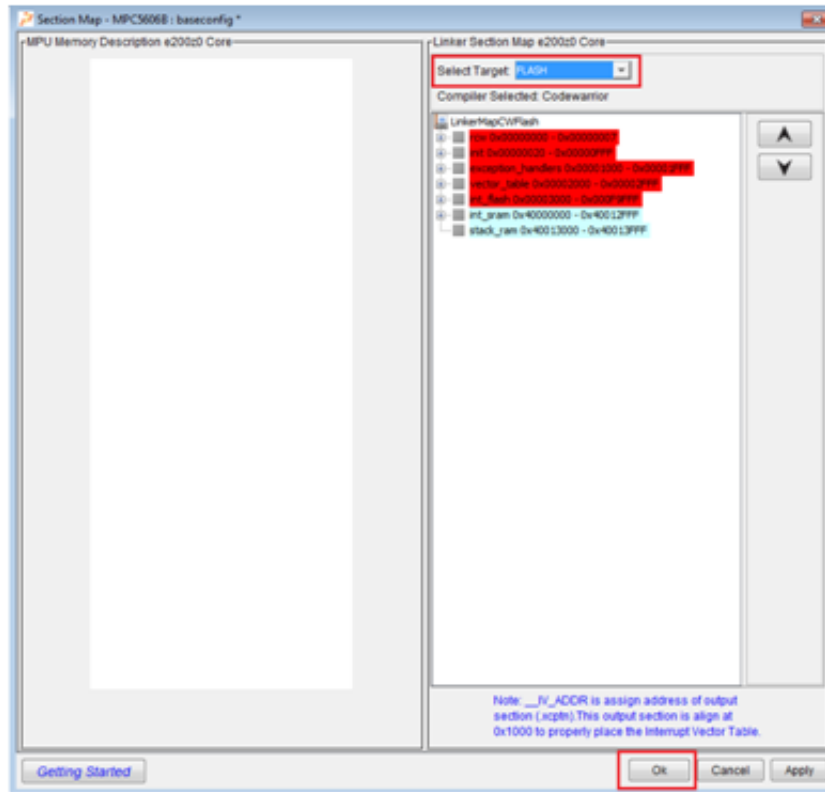 Section Map - MPC5606B : baseconfig *
MPU Memory Description e200z0 Core
Linker Section Map e200z0 Core
Select Target: FLASH
Compiler Selected: Codewarrior
LinkerMapCWFlash
rcw 0x00000000 - 0x00000007
init 0x00000020 - 0x00000FFF
exception_handlers 0x00001000 - 0x00001FFF
vector_table 0x00002000 - 0x00002FFF
int_flash 0x00003000 - 0x000F9FFF
int_sram 0x40000000 - 0x40012FFF
stack_ram 0x40013000 - 0x40013FFF
Note: __IV_ADDR is assign address of output
section (.xcptn).This output section is align at
0x1000 to properly place the Interrupt Vector Table.
Getting Started
Ok
Cancel
Apply